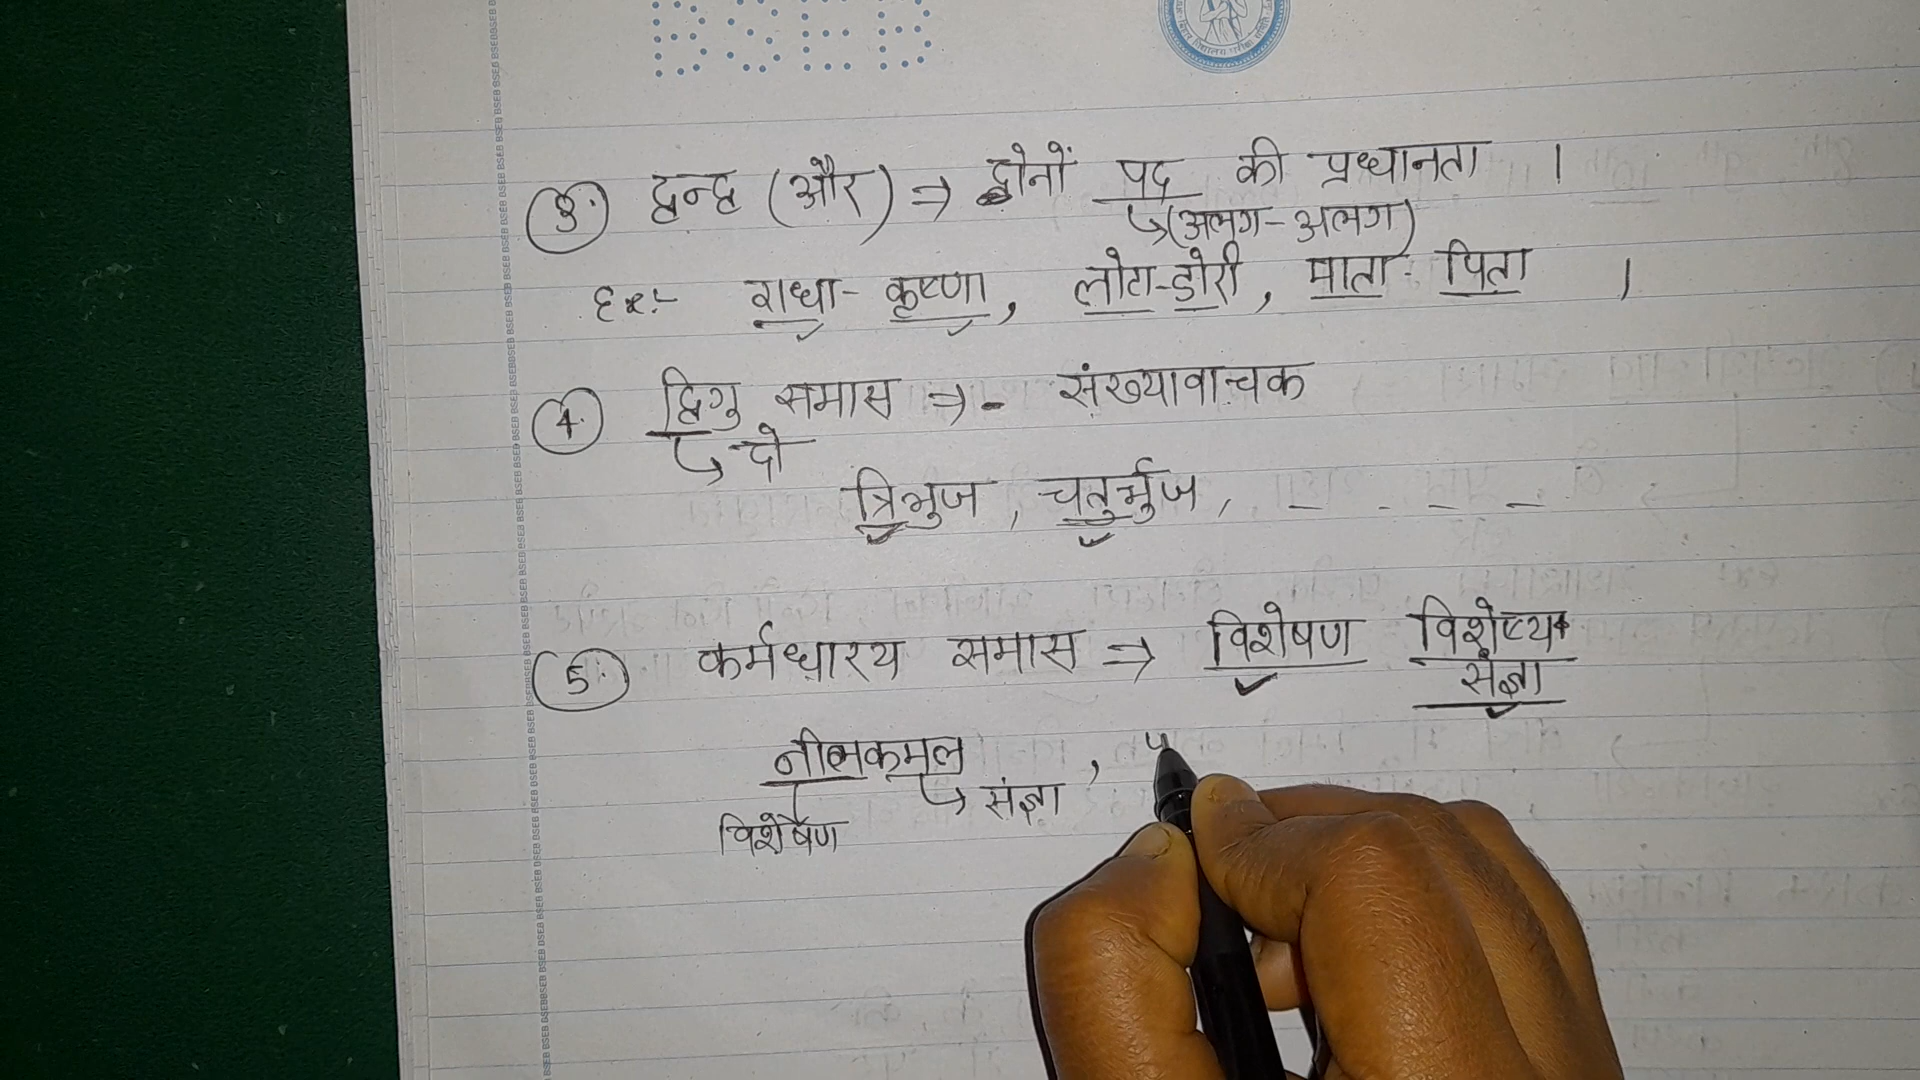 BSEB
3. द्वन्द्व (और) ⇒ दोनों पद की प्रधानता ।
↳(अलग-अलग)
Ex:- राधा-कृष्णा, लोटा-डोरी, माता-पिता ।
4. द्विगु समास ⇒ - संख्यावाचक
↳ दो
त्रिभुज, चतुर्भुज, - - - -
5. कर्मधारय समास ⇒ विशेषण विशेष्य
संज्ञा
नीलकमल ,
↳ संज्ञा
विशेषण